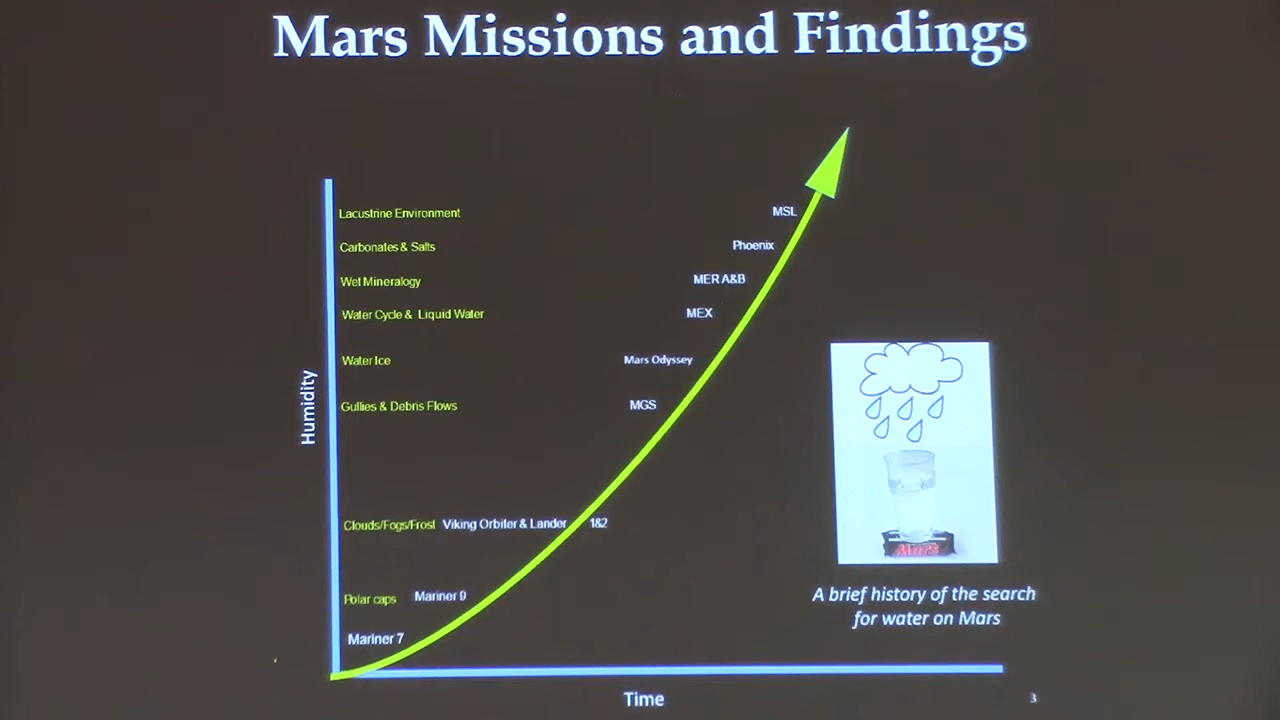 Mars Missions and Findings
Lacustrine Environment MSL
Carbonates & Salts Phoenix
Wet Mineralogy MER A&B
Water Cycle & Liquid Water MEX
Water Ice Mars Odyssey
Gullies & Debris Flows MGS
Humidity
Clouds/Fogs/Frost Viking Orbiter & Lander 1&2
Polar caps Mariner 9
Mariner 7
Mars
A brief history of the search
for water on Mars
Time
3